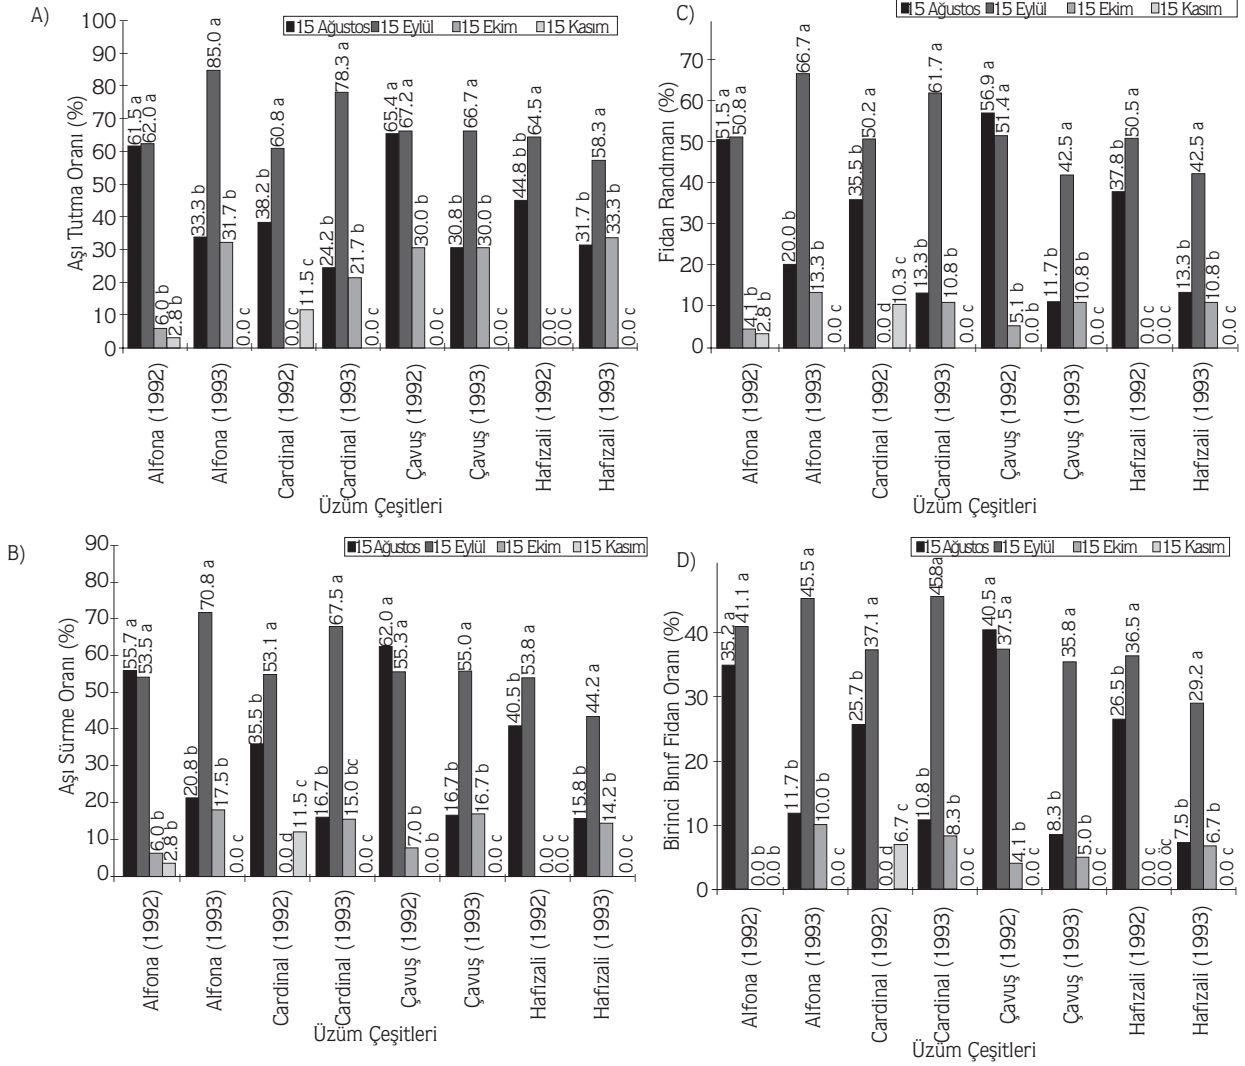 A)
15 Ağustos 15 Eylül 15 Ekim 15 Kasım
Aşı Tutma Oranı (%)
100
90
80
70
60
50
40
30
20
10
0
61.5 a
62.0 a
6.0 b
2.8 b
33.3 b
85.0 a
31.7 b
0.0 c
38.2 b
60.8 a
0.0 c
11.5 c
24.2 b
78.3 a
21.7 b
0.0 c
65.4 a
67.2 a
30.0 b
0.0 c
30.8 b
66.7 a
30.0 b
0.0 c
44.8 b b
64.5 a
0.0 c
0.0 c
31.7 b
58.3 a
33.3 b
0.0 c
Alfona (1992)
Alfona (1993)
Cardinal (1992)
Cardinal (1993)
Çavuş (1992)
Çavuş (1993)
Hafızali (1992)
Hafızali (1993)
Üzüm Çeşitleri
C)
15 Ağustos 15 Eylül 15 Ekim 15 Kasım
Fidan Randımanı (%)
70
60
50
40
30
20
10
0
51.5 a
50.8 a
4.1 b
2.8 b
20.0 b
66.7 a
13.3 b
0.0 c
35.5 b
50.2 a
0.0 d
10.3 c
13.3 b
61.7 a
10.8 b
0.0 c
56.9 a
51.4 a
5.1 b
0.0 b
11.7 b
42.5 a
10.8 b
0.0 c
37.8 b
50.5 a
0.0 c
0.0 c
13.3 b
42.5 a
10.8 b
0.0 c
Alfona (1992)
Alfona (1993)
Cardinal (1992)
Cardinal (1993)
Çavuş (1992)
Çavuş (1993)
Hafızali (1992)
Hafızali (1993)
Üzüm Çeşitleri
B)
15 Ağustos 15 Eylül 15 Ekim 15 Kasım
Aşı Sürme Oranı (%)
90
80
70
60
50
40
30
20
10
0
55.7 a
53.5 a
6.0 b
2.8 b
20.8 b
70.8 a
17.5 b
0.0 c
35.5 b
53.1 a
0.0 d
11.5 c
16.7 b
67.5 a
15.0 bc
0.0 c
62.0 a
55.3 a
7.0 b
0.0 b
16.7 b
55.0 a
16.7 b
0.0 c
40.5 b
53.8 a
0.0 c
0.0 c
15.8 b
44.2 a
14.2 b
0.0 c
Alfona (1992)
Alfona (1993)
Cardinal (1992)
Cardinal (1993)
Çavuş (1992)
Çavuş (1993)
Hafızali (1992)
Hafızali (1993)
Üzüm Çeşitleri
D)
15 Ağustos 15 Eylül 15 Ekim 15 Kasım
Birinci Bınıf Fidan Oranı (%)
40
30
20
10
0
35.2 a
41.1 a
0.0 b
0.0 b
11.7 b
45.5 a
10.0 b
0.0 c
25.7 b
37.1 a
0.0 d
6.7 c
10.8 b
45.8 a
8.3 b
0.0 c
40.5 a
37.5 a
4.1 b
0.0 c
8.3 b
35.8 a
5.0 b
0.0 c
26.5 b
36.5 a
0.0 c
0.0 öc
7.5 b
29.2 a
6.7 b
0.0 c
Alfona (1992)
Alfona (1993)
Cardinal (1992)
Cardinal (1993)
Çavuş (1992)
Çavuş (1993)
Hafızali (1992)
Hafızali (1993)
Üzüm Çeşitleri